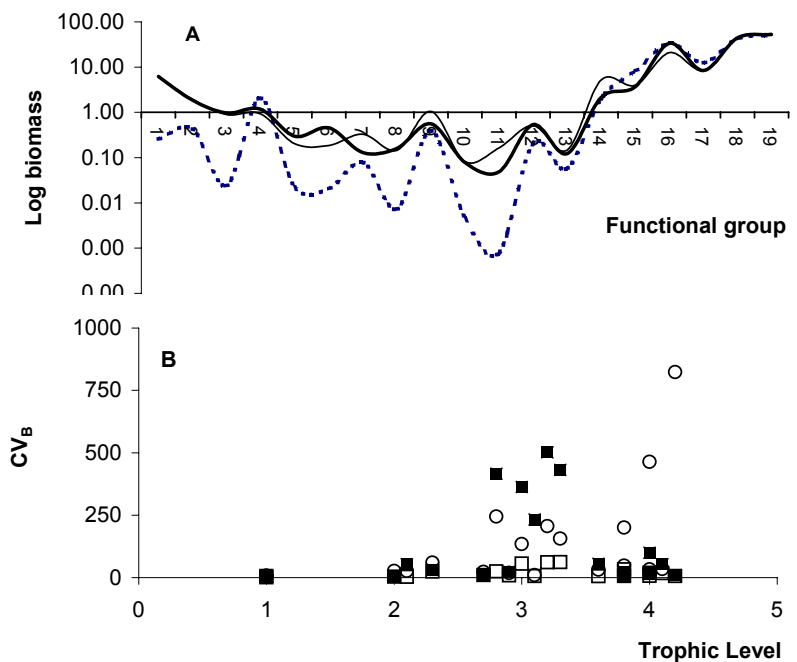 A
Log biomass
100.00
10.00
1.00
0.10
0.01
0.00
0.00
1 2 3 4 5 6 7 8 9 10 11 12 13 14 15 16 17 18 19
Functional group
B
CV_B
1000
750
500
250
0
0 1 2 3 4 5
Trophic Level